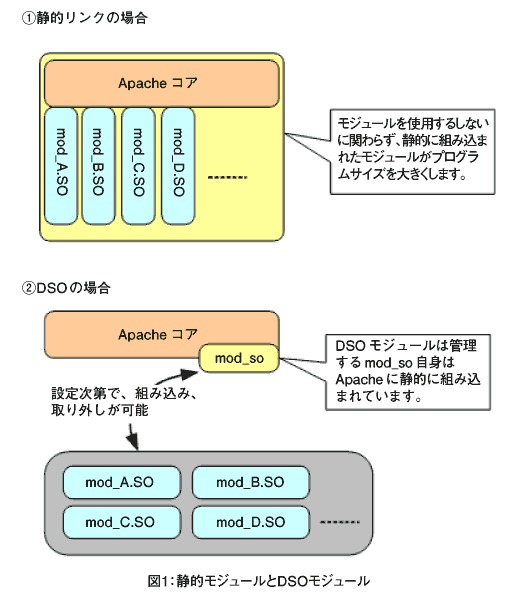 ①静的リンクの場合
Apache コア
mod_A.SO
mod_B.SO
mod_C.SO
mod_D.SO
モジュールを使用するしない
に関わらず、静的に組み込ま
れたモジュールがプログラ
ムサイズを大きくします。
②DSOの場合
Apache コア
mod_so
DSO モジュールは管理
する mod_so 自身は
Apache に静的に組み込
まれています。
設定次第で、組み込み、
取り外しが可能
mod_A.SO
mod_B.SO
mod_C.SO
mod_D.SO
図1：静的モジュールとDSOモジュール